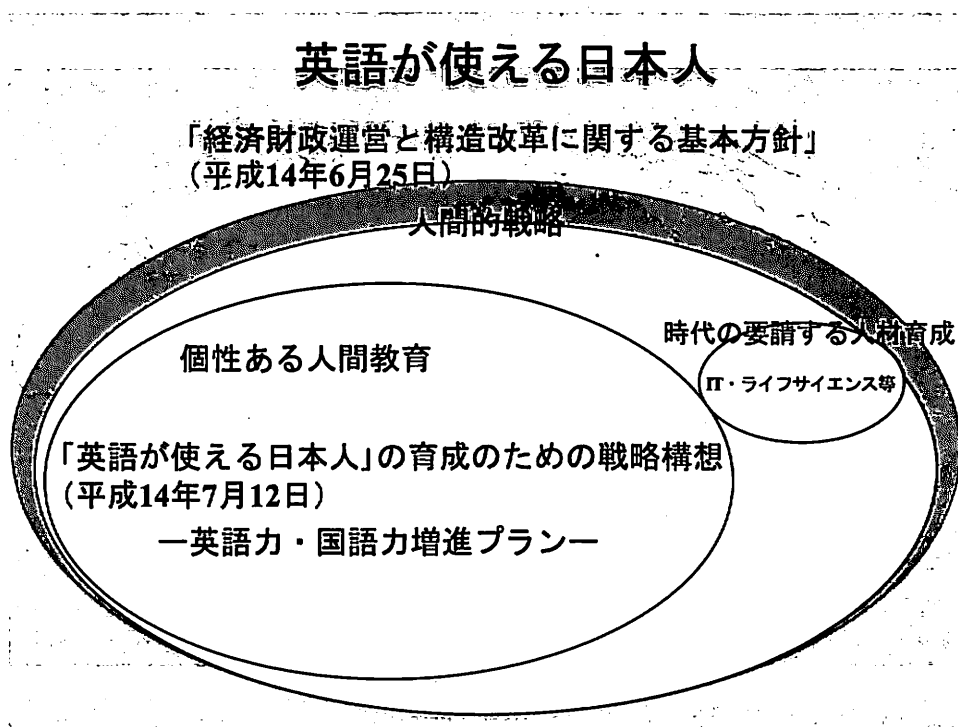 英語が使える日本人
「経済財政運営と構造改革に関する基本方針」
（平成14年6月25日）
人間的戦略
時代の要請する人材育成
個性ある人間教育
IT・ライフサイエンス等
「英語が使える日本人」の育成のための戦略構想
（平成14年7月12日）
ー英語力・国語力増進プランー